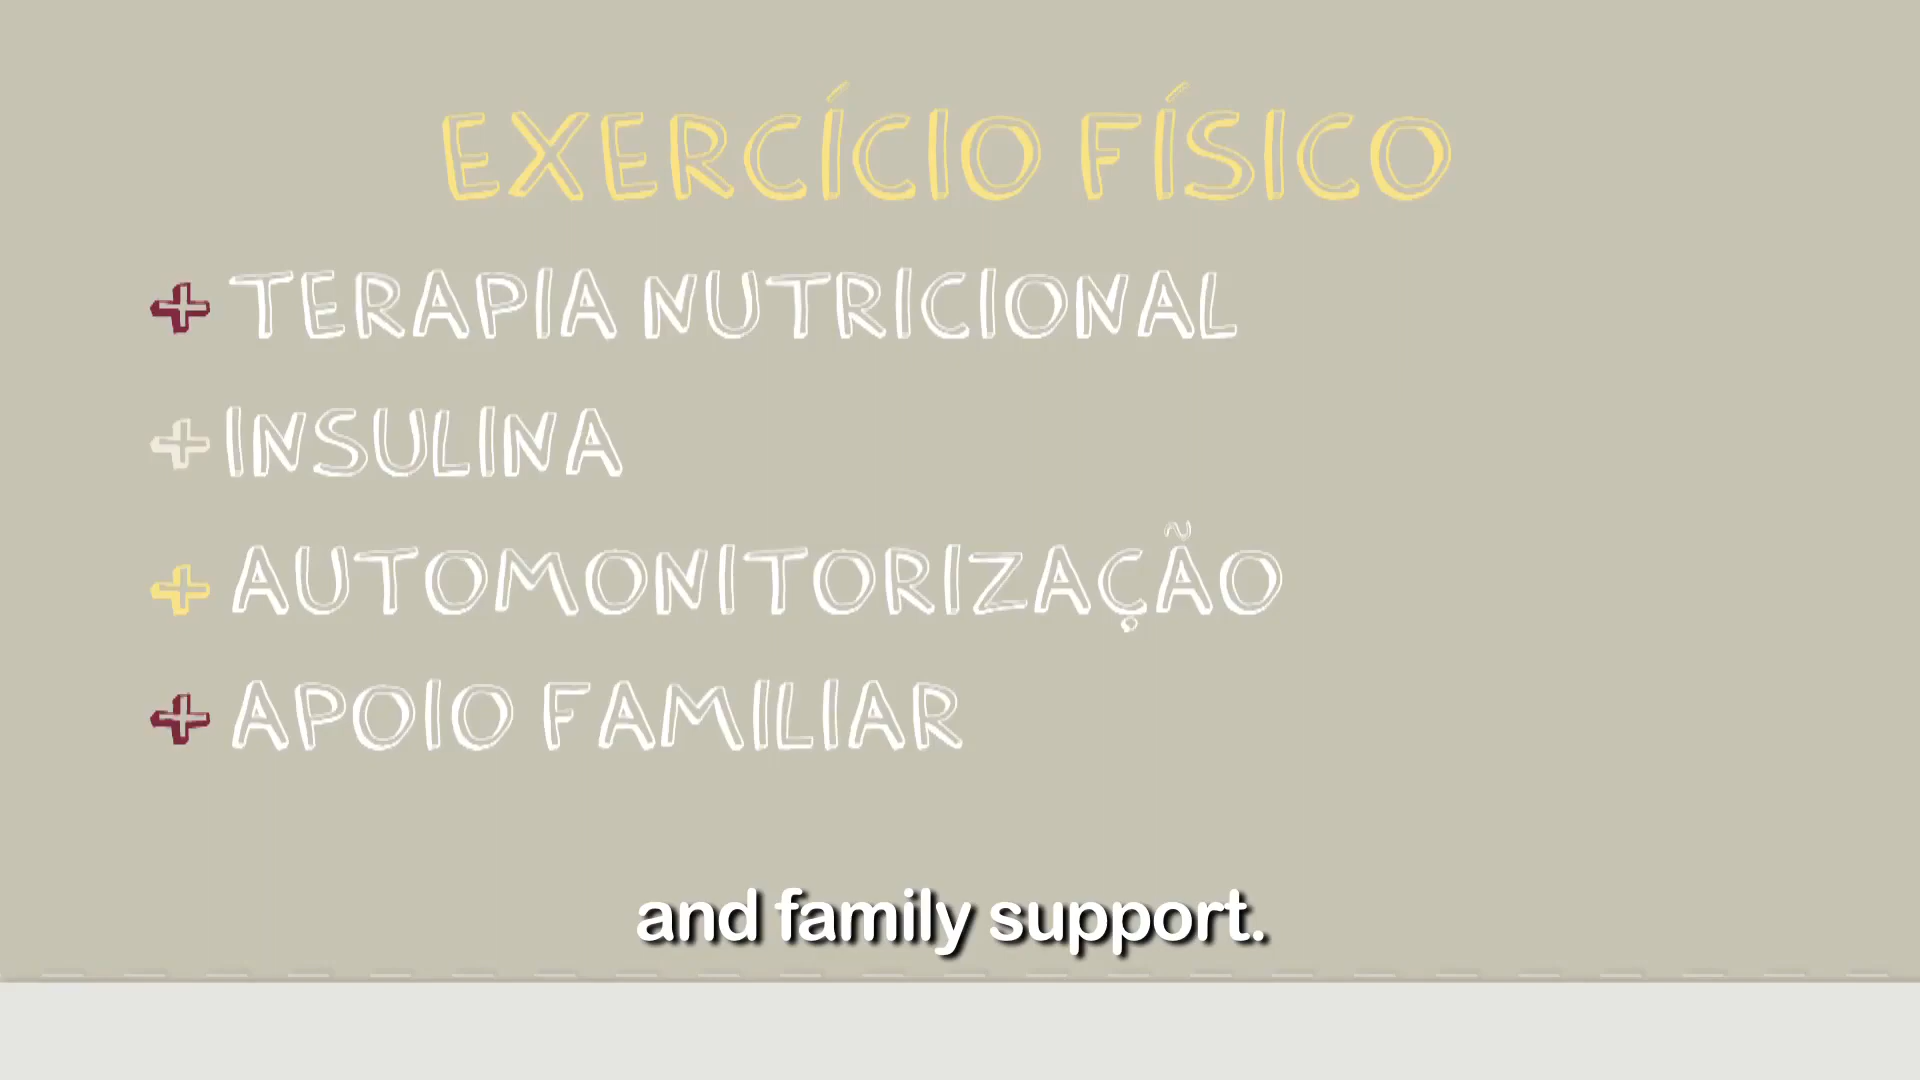 EXERCÍCIO FÍSICO
+ TERAPIA NUTRICIONAL
+ INSULINA
+ AUTOMONITORIZAÇÃO
+ APOIO FAMILIAR
and family support.